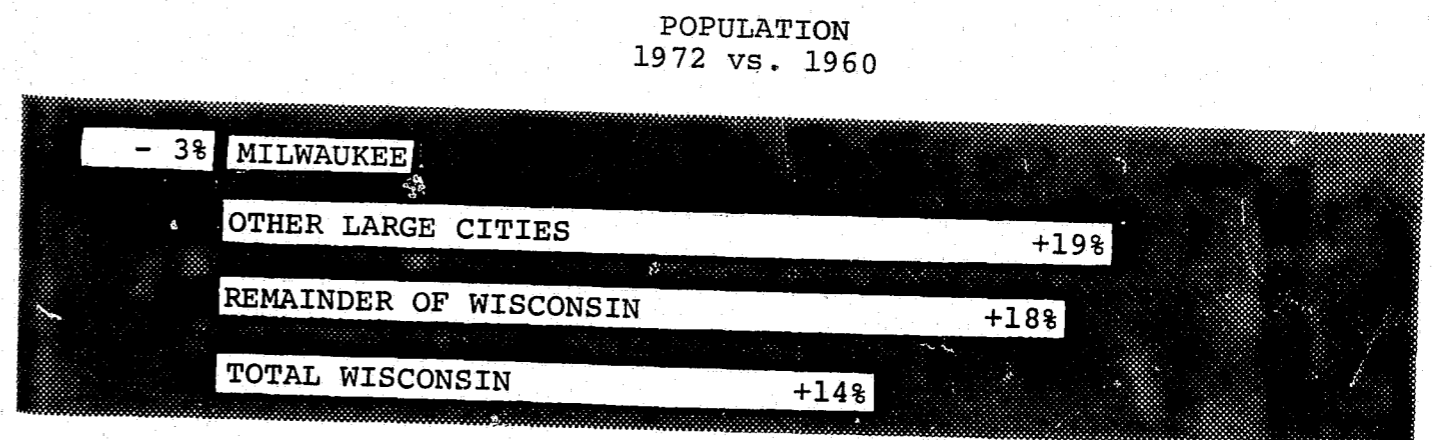 POPULATION
1972 vs. 1960
- 3% MILWAUKEE
OTHER LARGE CITIES +19%
REMAINDER OF WISCONSIN +18%
TOTAL WISCONSIN +14%